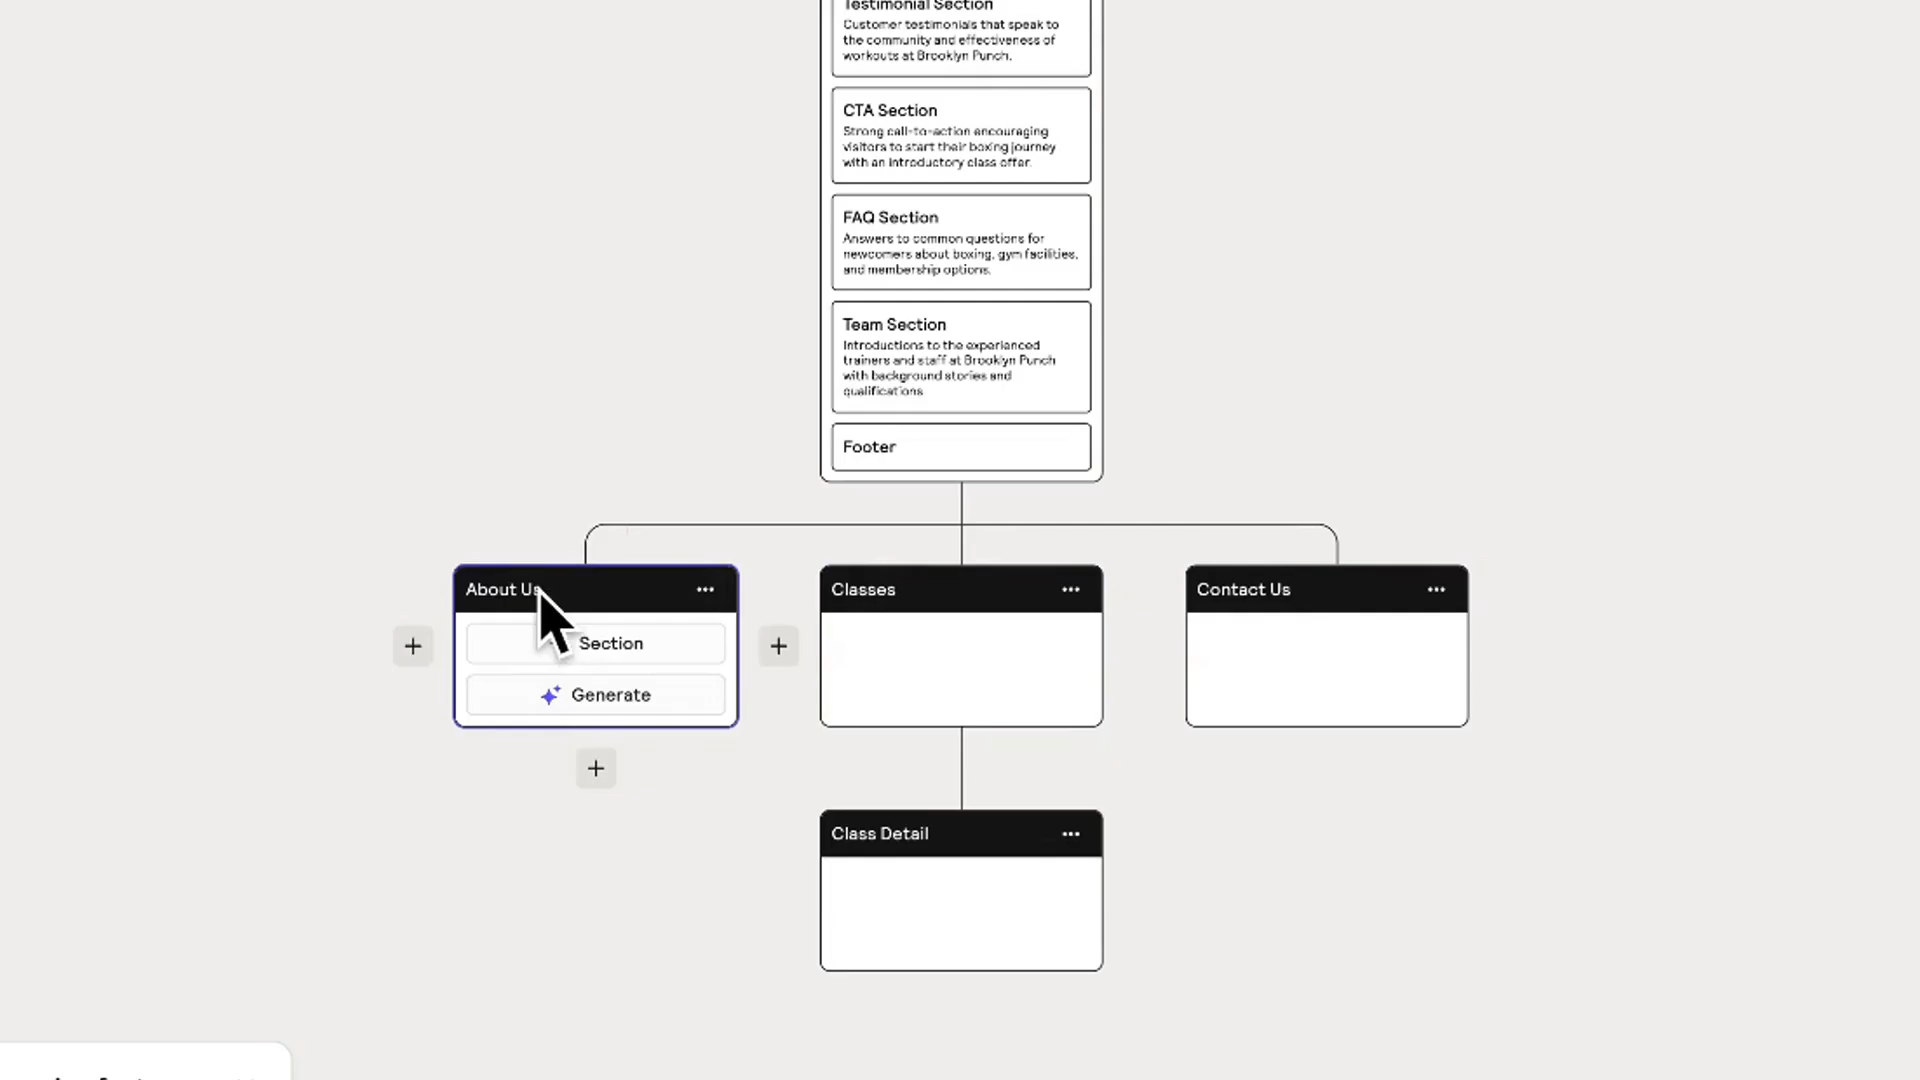 Testimonial Section
Customer testimonials that speak to
the community and effectiveness of
workouts at Brooklyn Punch.
CTA Section
Strong call-to-action encouraging
visitors to start their boxing journey
with an introductory class offer.
FAQ Section
Answers to common questions for
newcomers about boxing, gym facilities,
and membership options.
Team Section
Introductions to the experienced
trainers and staff at Brooklyn Punch
with background stories and
qualifications
Footer
About Us
Classes
Contact Us
Section
Generate
Class Detail